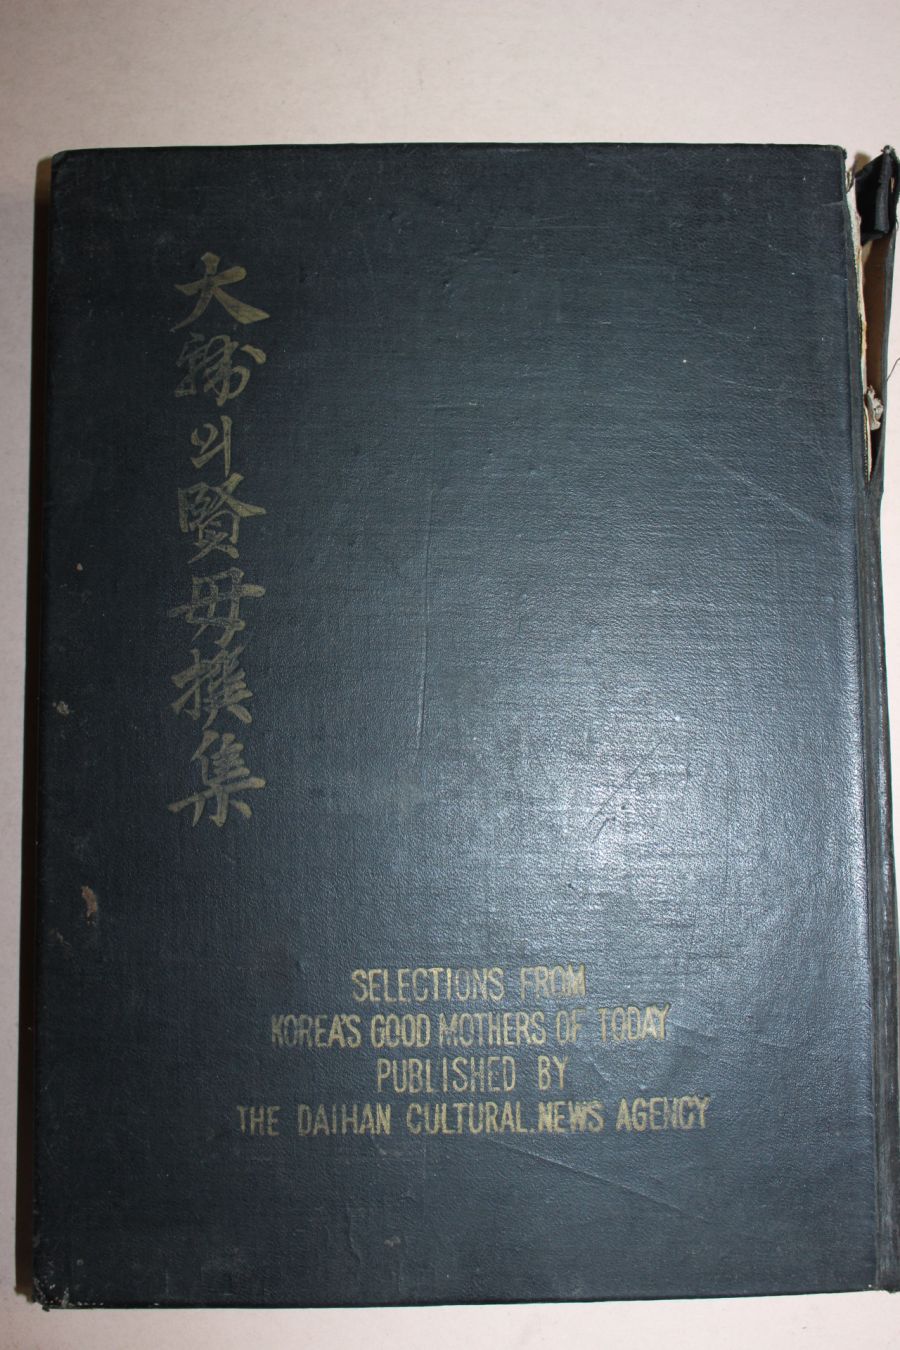 大韓의賢母撰集
SELECTIONS FROM
KOREA'S GOOD MOTHERS OF TODAY
PUBLISHED BY
THE DAIHAN CULTURAL NEWS AGENCY